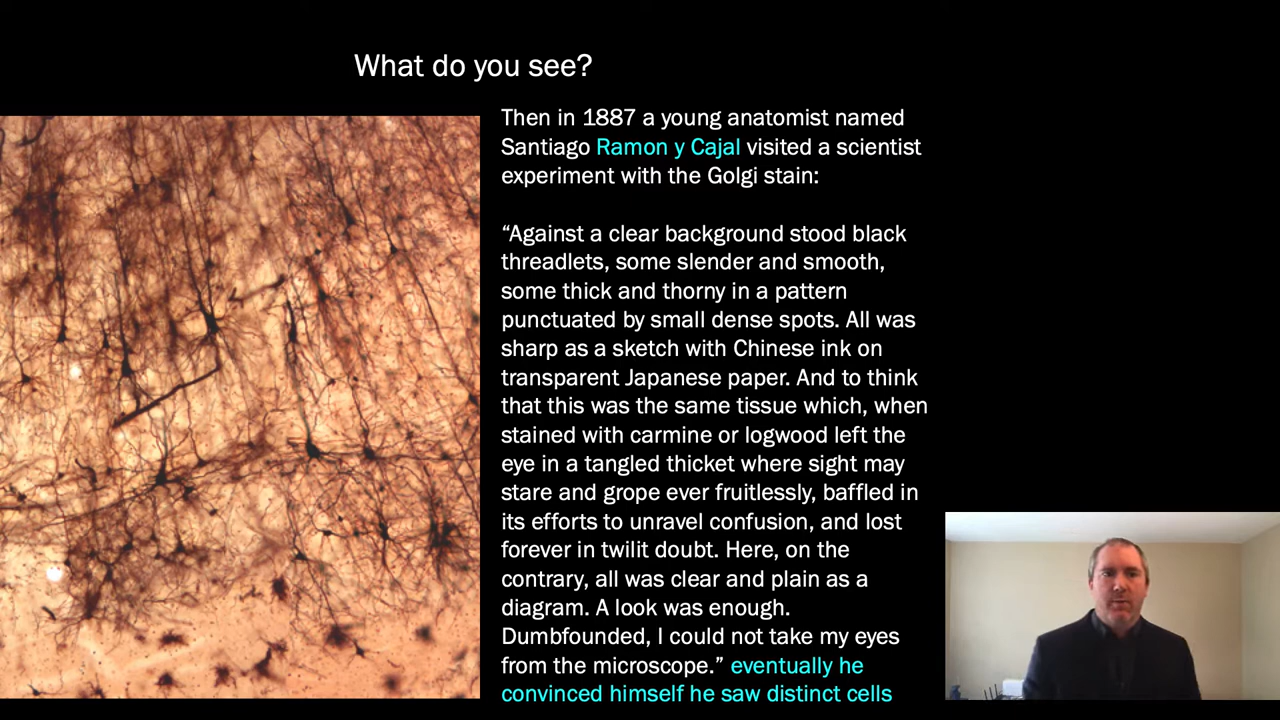 What do you see?
Then in 1887 a young anatomist named
Santiago Ramon y Cajal visited a scientist
experiment with the Golgi stain:
“Against a clear background stood black
threadlets, some slender and smooth,
some thick and thorny in a pattern
punctuated by small dense spots. All was
sharp as a sketch with Chinese ink on
transparent Japanese paper. And to think
that this was the same tissue which, when
stained with carmine or logwood left the
eye in a tangled thicket where sight may
stare and grope ever fruitlessly, baffled in
its efforts to unravel confusion, and lost
forever in twilit doubt. Here, on the
contrary, all was clear and plain as a
diagram. A look was enough.
Dumbfounded, I could not take my eyes
from the microscope.” eventually he
convinced himself he saw distinct cells